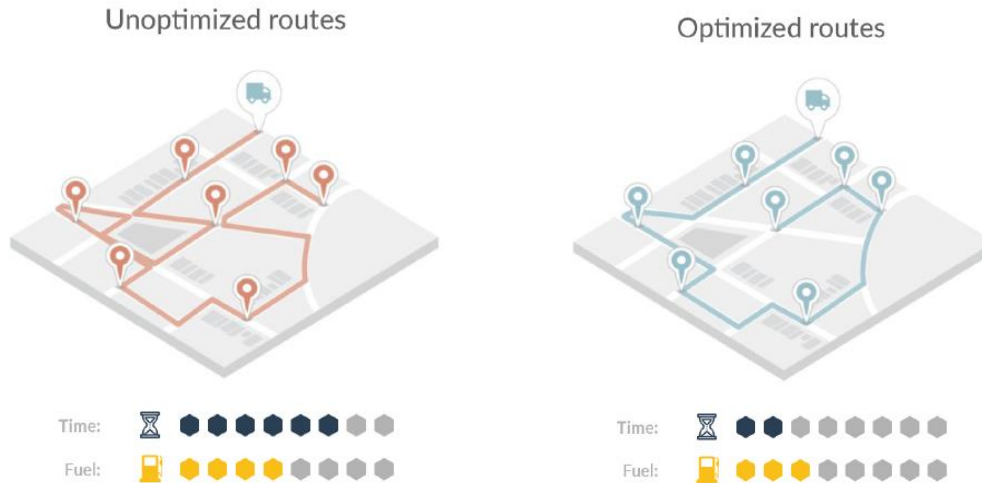 Unoptimized routes
Optimized routes
Time:
Fuel:
Time:
Fuel: